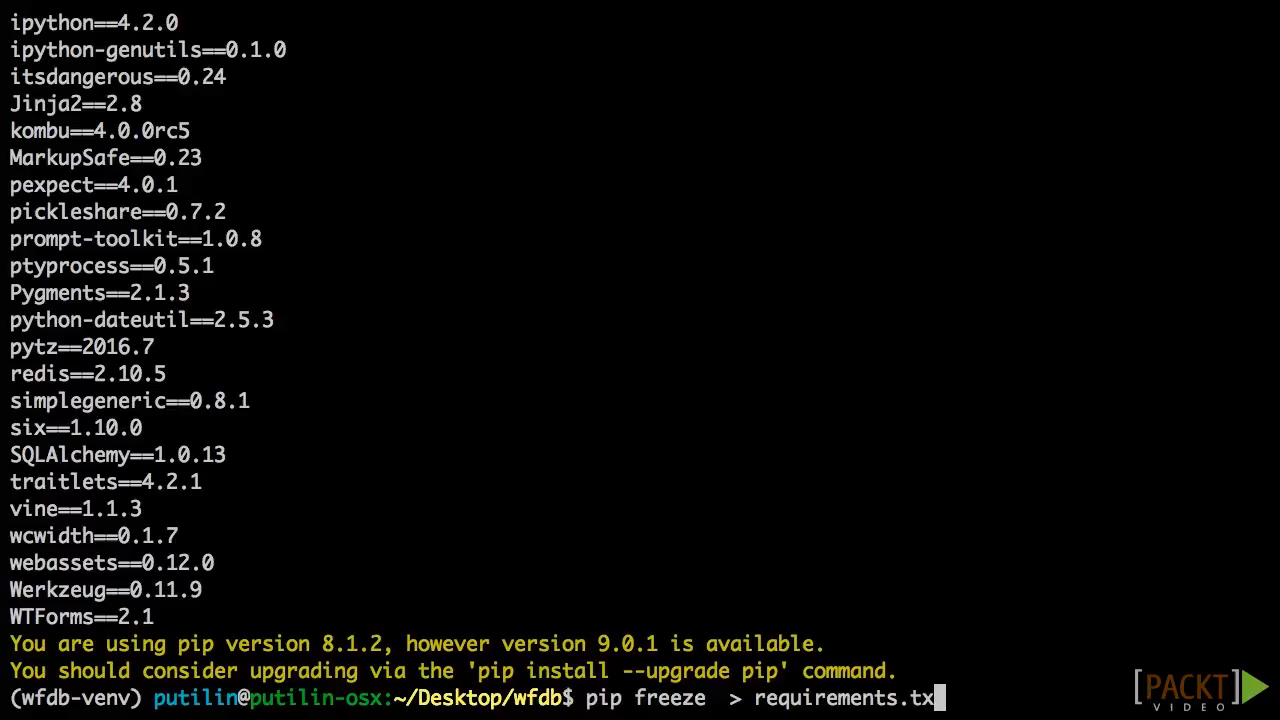 ipython==4.2.0
ipython-genutils==0.1.0
itsdangerous==0.24
Jinja2==2.8
kombu==4.0.0rc5
MarkupSafe==0.23
pexpect==4.0.1
pickleshare==0.7.2
prompt-toolkit==1.0.8
ptyprocess==0.5.1
Pygments==2.1.3
python-dateutil==2.5.3
pytz==2016.7
redis==2.10.5
simplegeneric==0.8.1
six==1.10.0
SQLAlchemy==1.0.13
traitlets==4.2.1
vine==1.1.3
wcwidth==0.1.7
webassets==0.12.0
Werkzeug==0.11.9
WTForms==2.1
You are using pip version 8.1.2, however version 9.0.1 is available.
You should consider upgrading via the 'pip install --upgrade pip' command.
(wfdb-venv) putilin@putilin-osx:~/Desktop/wfdb$ pip freeze  > requirements.tx
[PACKT]
VIDEO